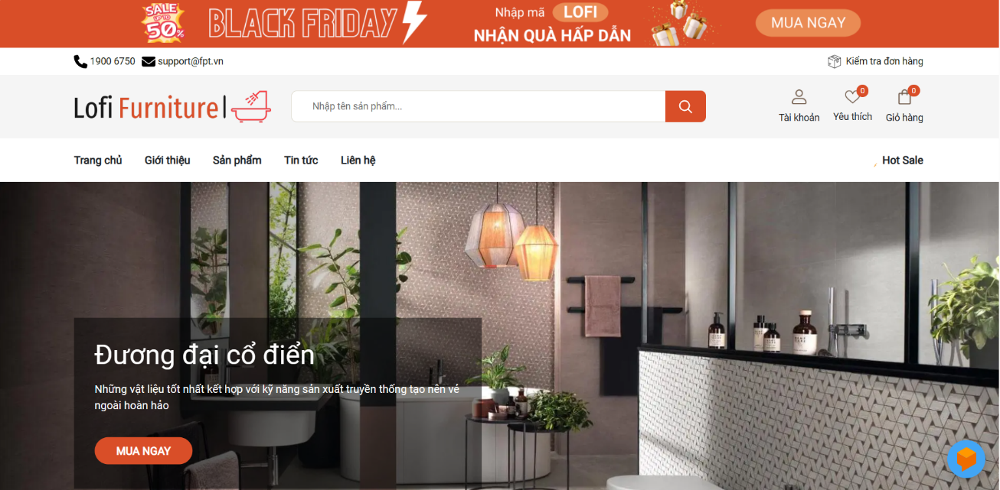 SALE
UP TO
50%
BLACK FRIDAY
Nhập mã LOFI
NHẬN QUÀ HẤP DẪN
MUA NGAY
1900 6750 support@fpt.vn
Kiểm tra đơn hàng
Lofi Furniture
Nhập tên sản phẩm...
0
0
Tài khoản Yêu thích Giỏ hàng
Trang chủ Giới thiệu Sản phẩm Tin tức Liên hệ
Hot Sale
Đương đại cổ điển
Những vật liệu tốt nhất kết hợp với kỹ năng sản xuất truyền thống tạo nên vẻ
ngoài hoàn hảo
MUA NGAY